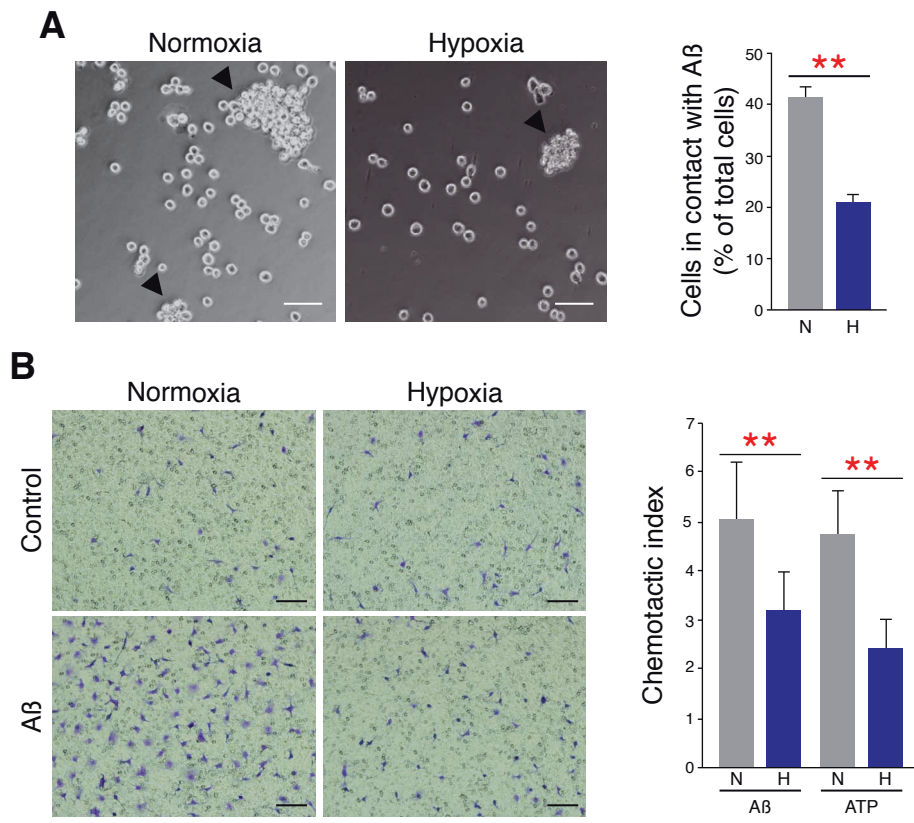 A
Normoxia
Hypoxia
Cells in contact with Aß
(% of total cells)
50
40
30
20
10
0
**
N
H
B
Normoxia
Hypoxia
Control
Aß
Chemotactic index
7
6
5
4
3
2
1
0
**
**
N
H
N
H
Aß
ATP